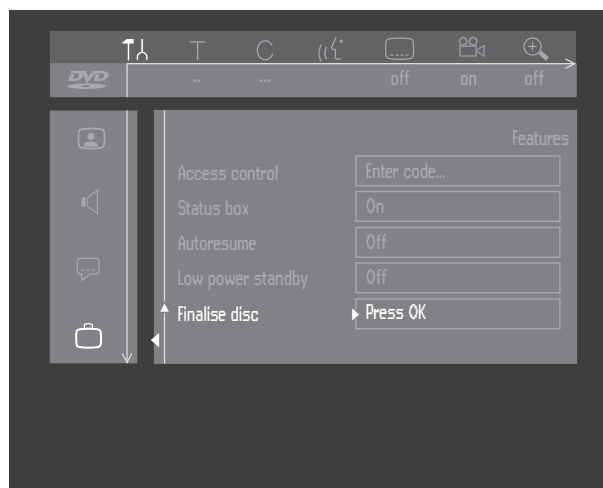 T C
DVD .. ... off on off
Features
Access control Enter code...
Status box On
Autoresume Off
Low power standby Off
Finalise disc Press OK